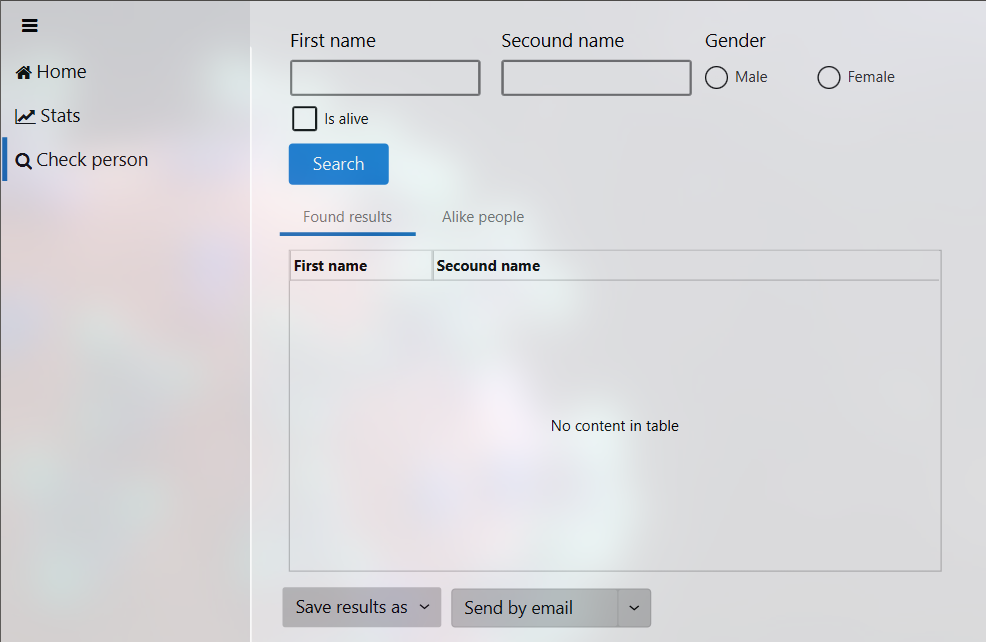 Home
Stats
Check person
First name
Secound name
Gender
Male
Female
Is alive
Search
Found results
Alike people
First name
Secound name
No content in table
Save results as
Send by email